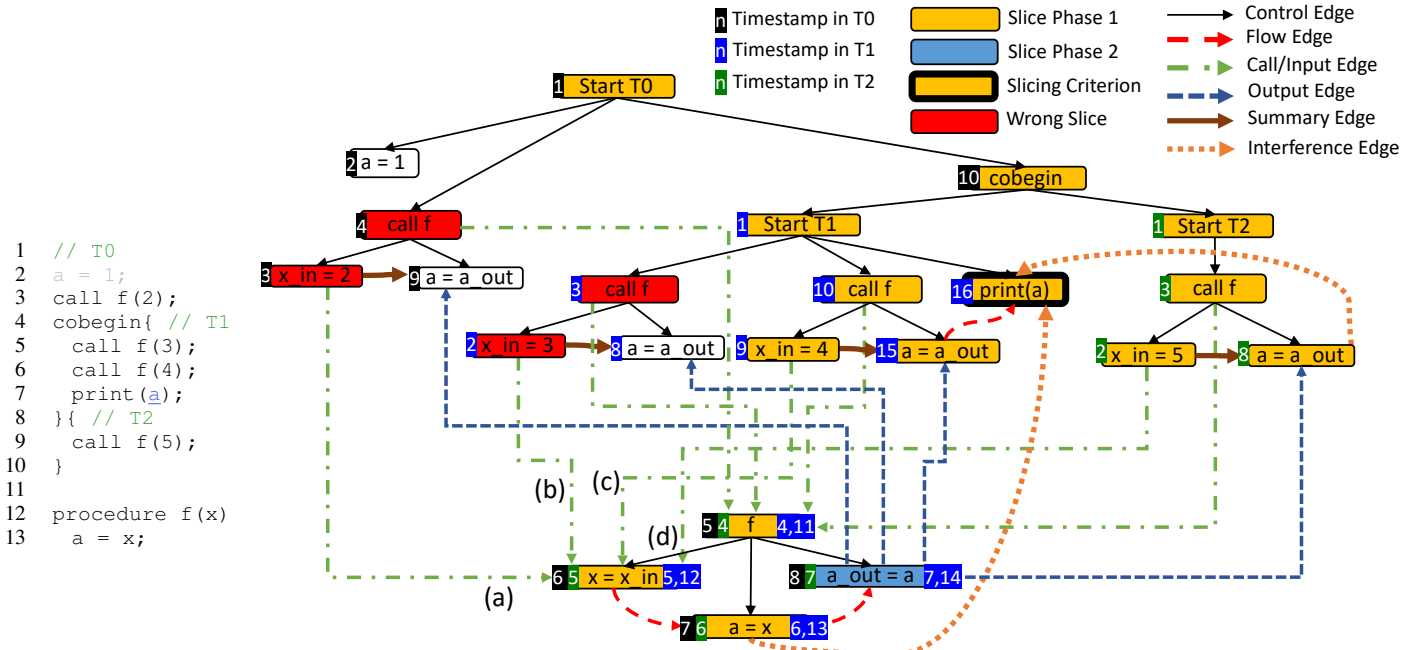 n Timestamp in T0
n Timestamp in T1
n Timestamp in T2
Slice Phase 1
Slice Phase 2
Slicing Criterion
Wrong Slice
Control Edge
Flow Edge
Call/Input Edge
Output Edge
Summary Edge
Interference Edge
1 Start T0
2 a = 1
10 cobegin
4 call f
1 Start T1
1 Start T2
3 x_in = 2
9 a = a_out
3 call f
10 call f
16 print(a)
3 call f
2 x_in = 3
8 a = a_out
9 x_in = 4
15 a = a_out
2 x_in = 5
8 a = a_out
1 // T0
2 a = 1;
3 call f(2);
4 cobegin{ // T1
5 call f(3);
6 call f(4);
7 print(a);
8 }{ // T2
9 call f(5);
10 }
11
12 procedure f(x)
13 a = x;
(b)
(c)
5 4 f 4,11
(d)
6 5 x = x_in 5,12
8 7 a_out = a 7,14
(a)
7 6 a = x 6,13